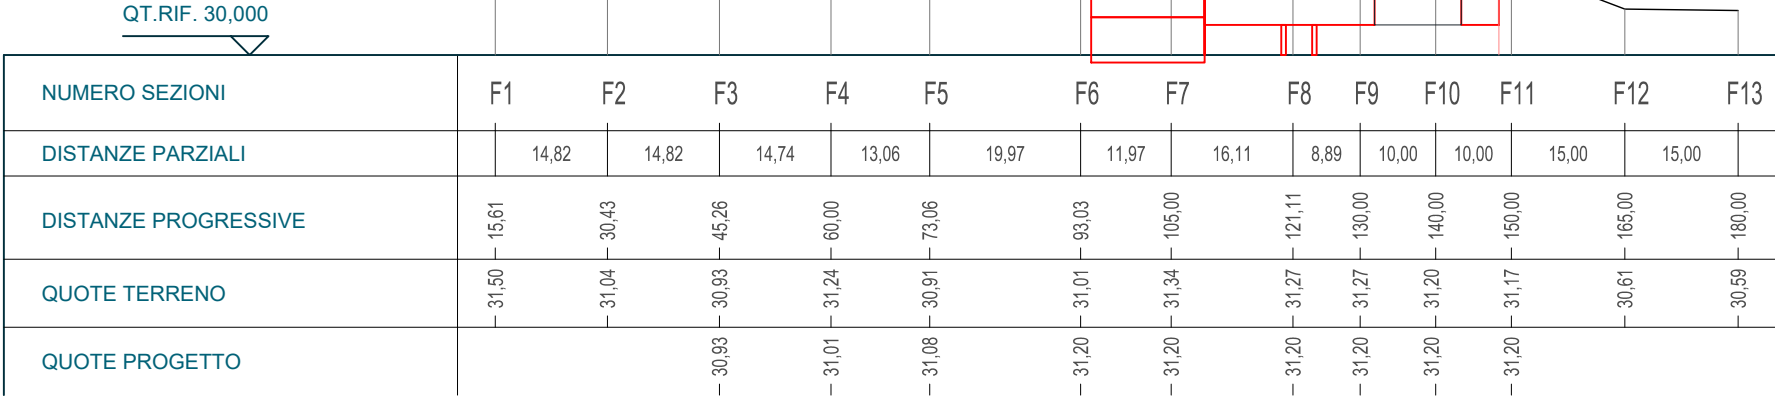 QT.RIF. 30,000
NUMERO SEZIONI F1 F2 F3 F4 F5 F6 F7 F8 F9 F10 F11 F12 F13
DISTANZE PARZIALI 14,82 14,82 14,74 13,06 19,97 11,97 16,11 8,89 10,00 10,00 15,00 15,00
DISTANZE PROGRESSIVE 15,61 30,43 45,26 60,00 73,06 93,03 105,00 121,11 130,00 140,00 150,00 165,00 180,00
QUOTE TERRENO 31,50 31,04 30,93 31,24 30,91 31,01 31,34 31,27 31,27 31,20 31,17 30,61 30,59
QUOTE PROGETTO 30,93 31,01 31,08 31,20 31,20 31,20 31,20 31,20 31,20